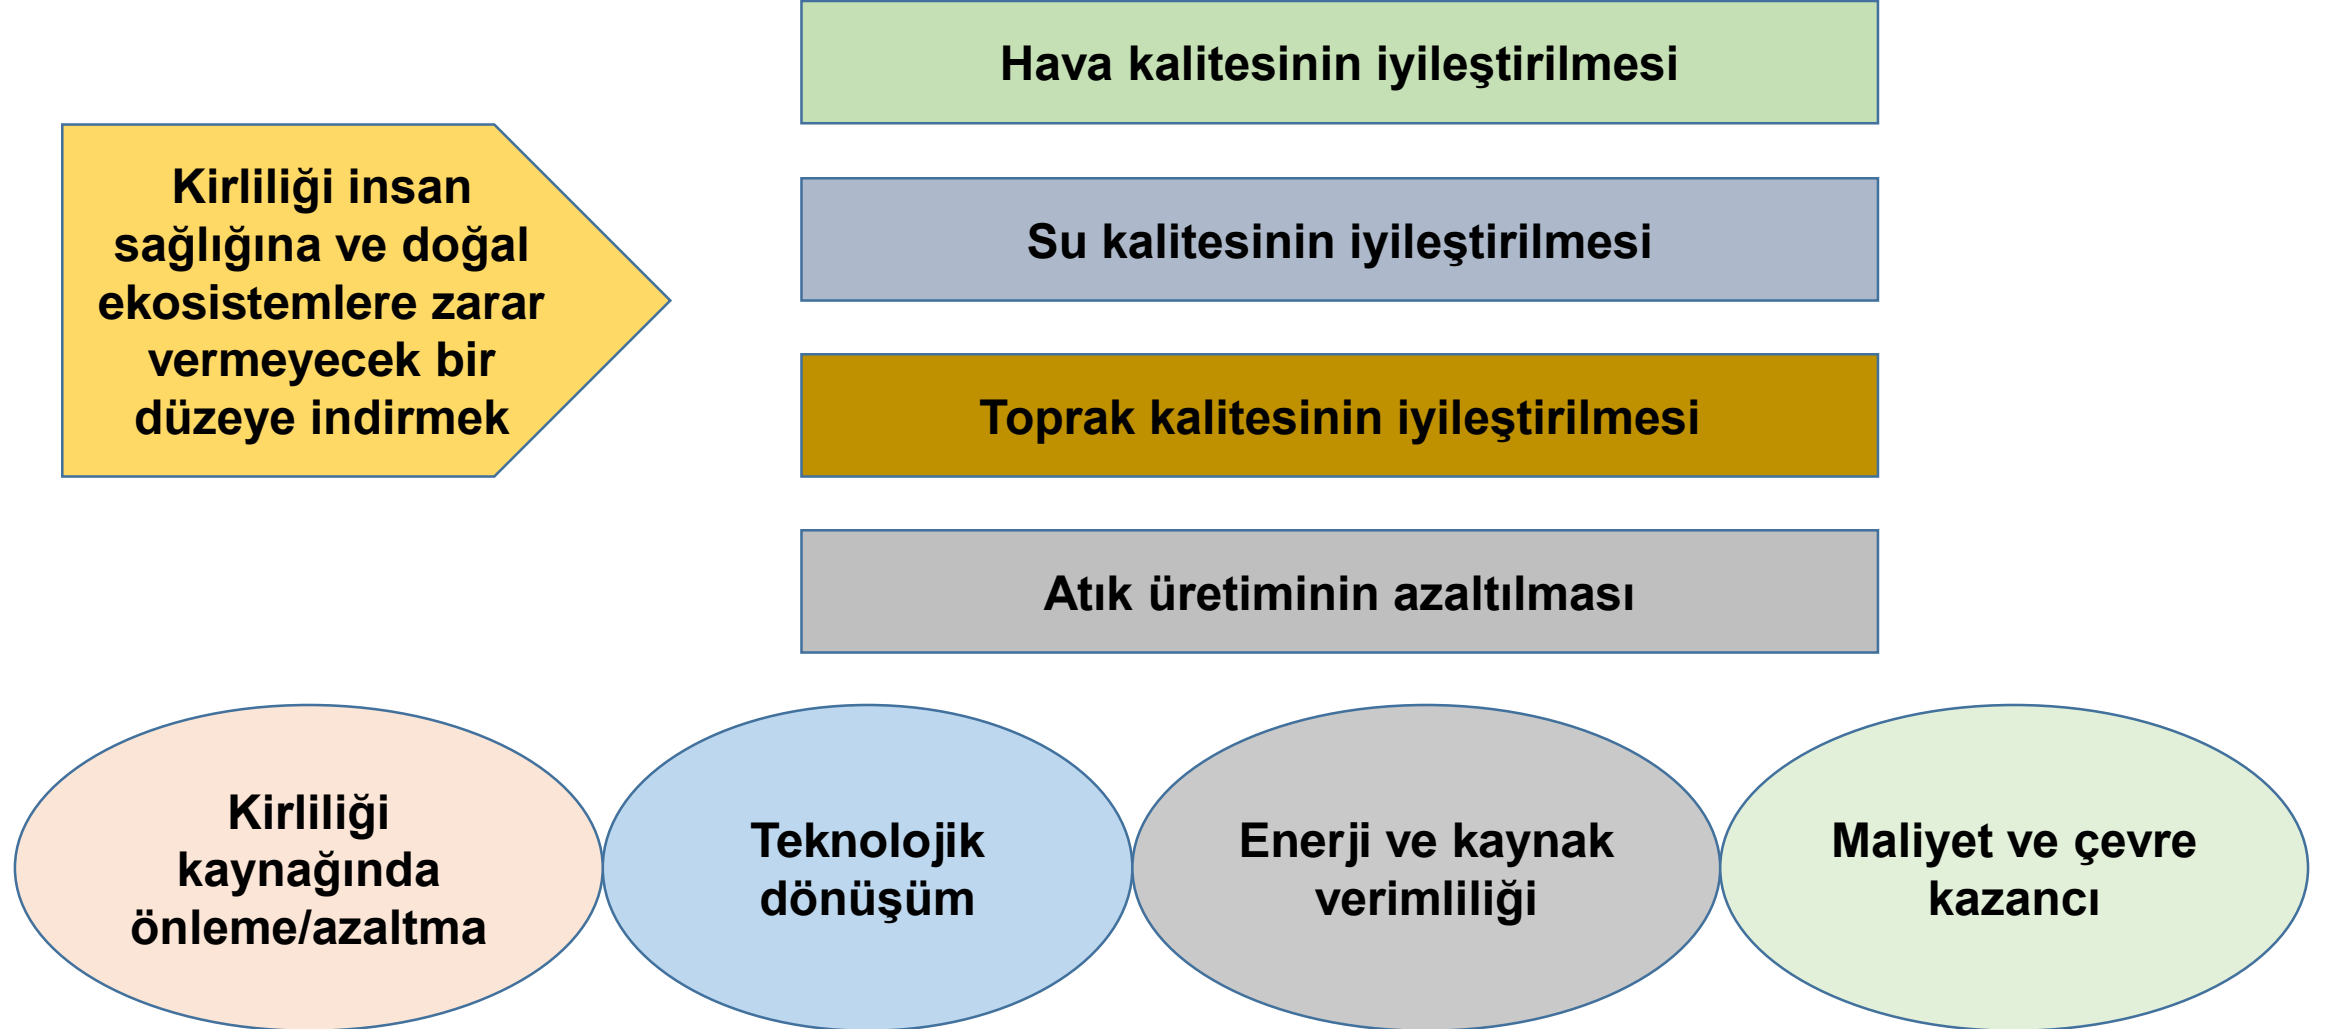 Hava kalitesinin iyileştirilmesi
Kirliliği insan
sağlığına ve doğal
ekosistemlere zarar
vermeyecek bir
düzeye indirmek
Su kalitesinin iyileştirilmesi
Toprak kalitesinin iyileştirilmesi
Atık üretiminin azaltılması
Kirliliği
kaynağında
önleme/azaltma
Teknolojik
dönüşüm
Enerji ve kaynak
verimliliği
Maliyet ve çevre
kazancı